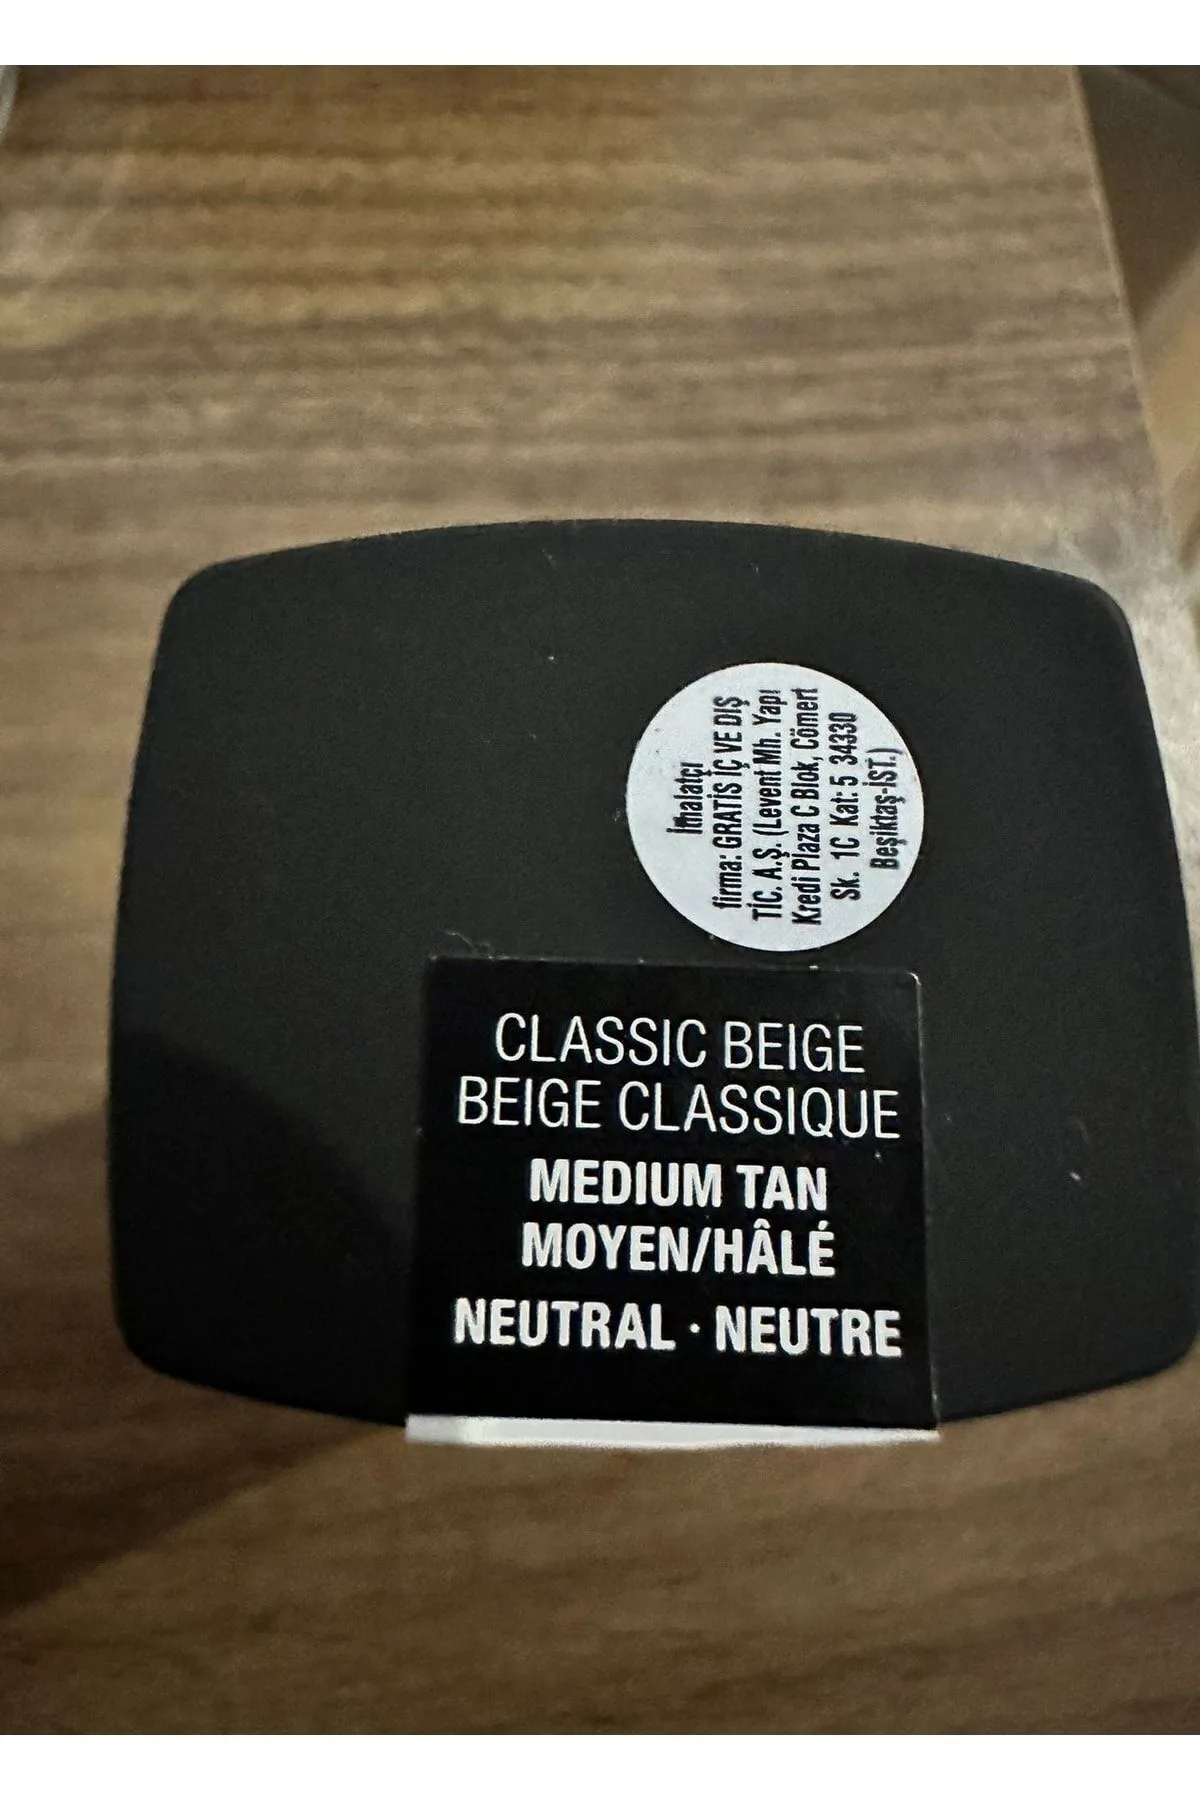 İmalatçı
firma: GRATİS İÇ VE DIŞ
TİC. A.Ş. (Levent Mh. Yapı
Kredi Plaza C Blok, Cömert
Sk. 1C Kat: 5 34330
Beşiktaş-İST.)
CLASSIC BEIGE
BEIGE CLASSIQUE
MEDIUM TAN
MOYEN/HÂLÉ
NEUTRAL · NEUTRE